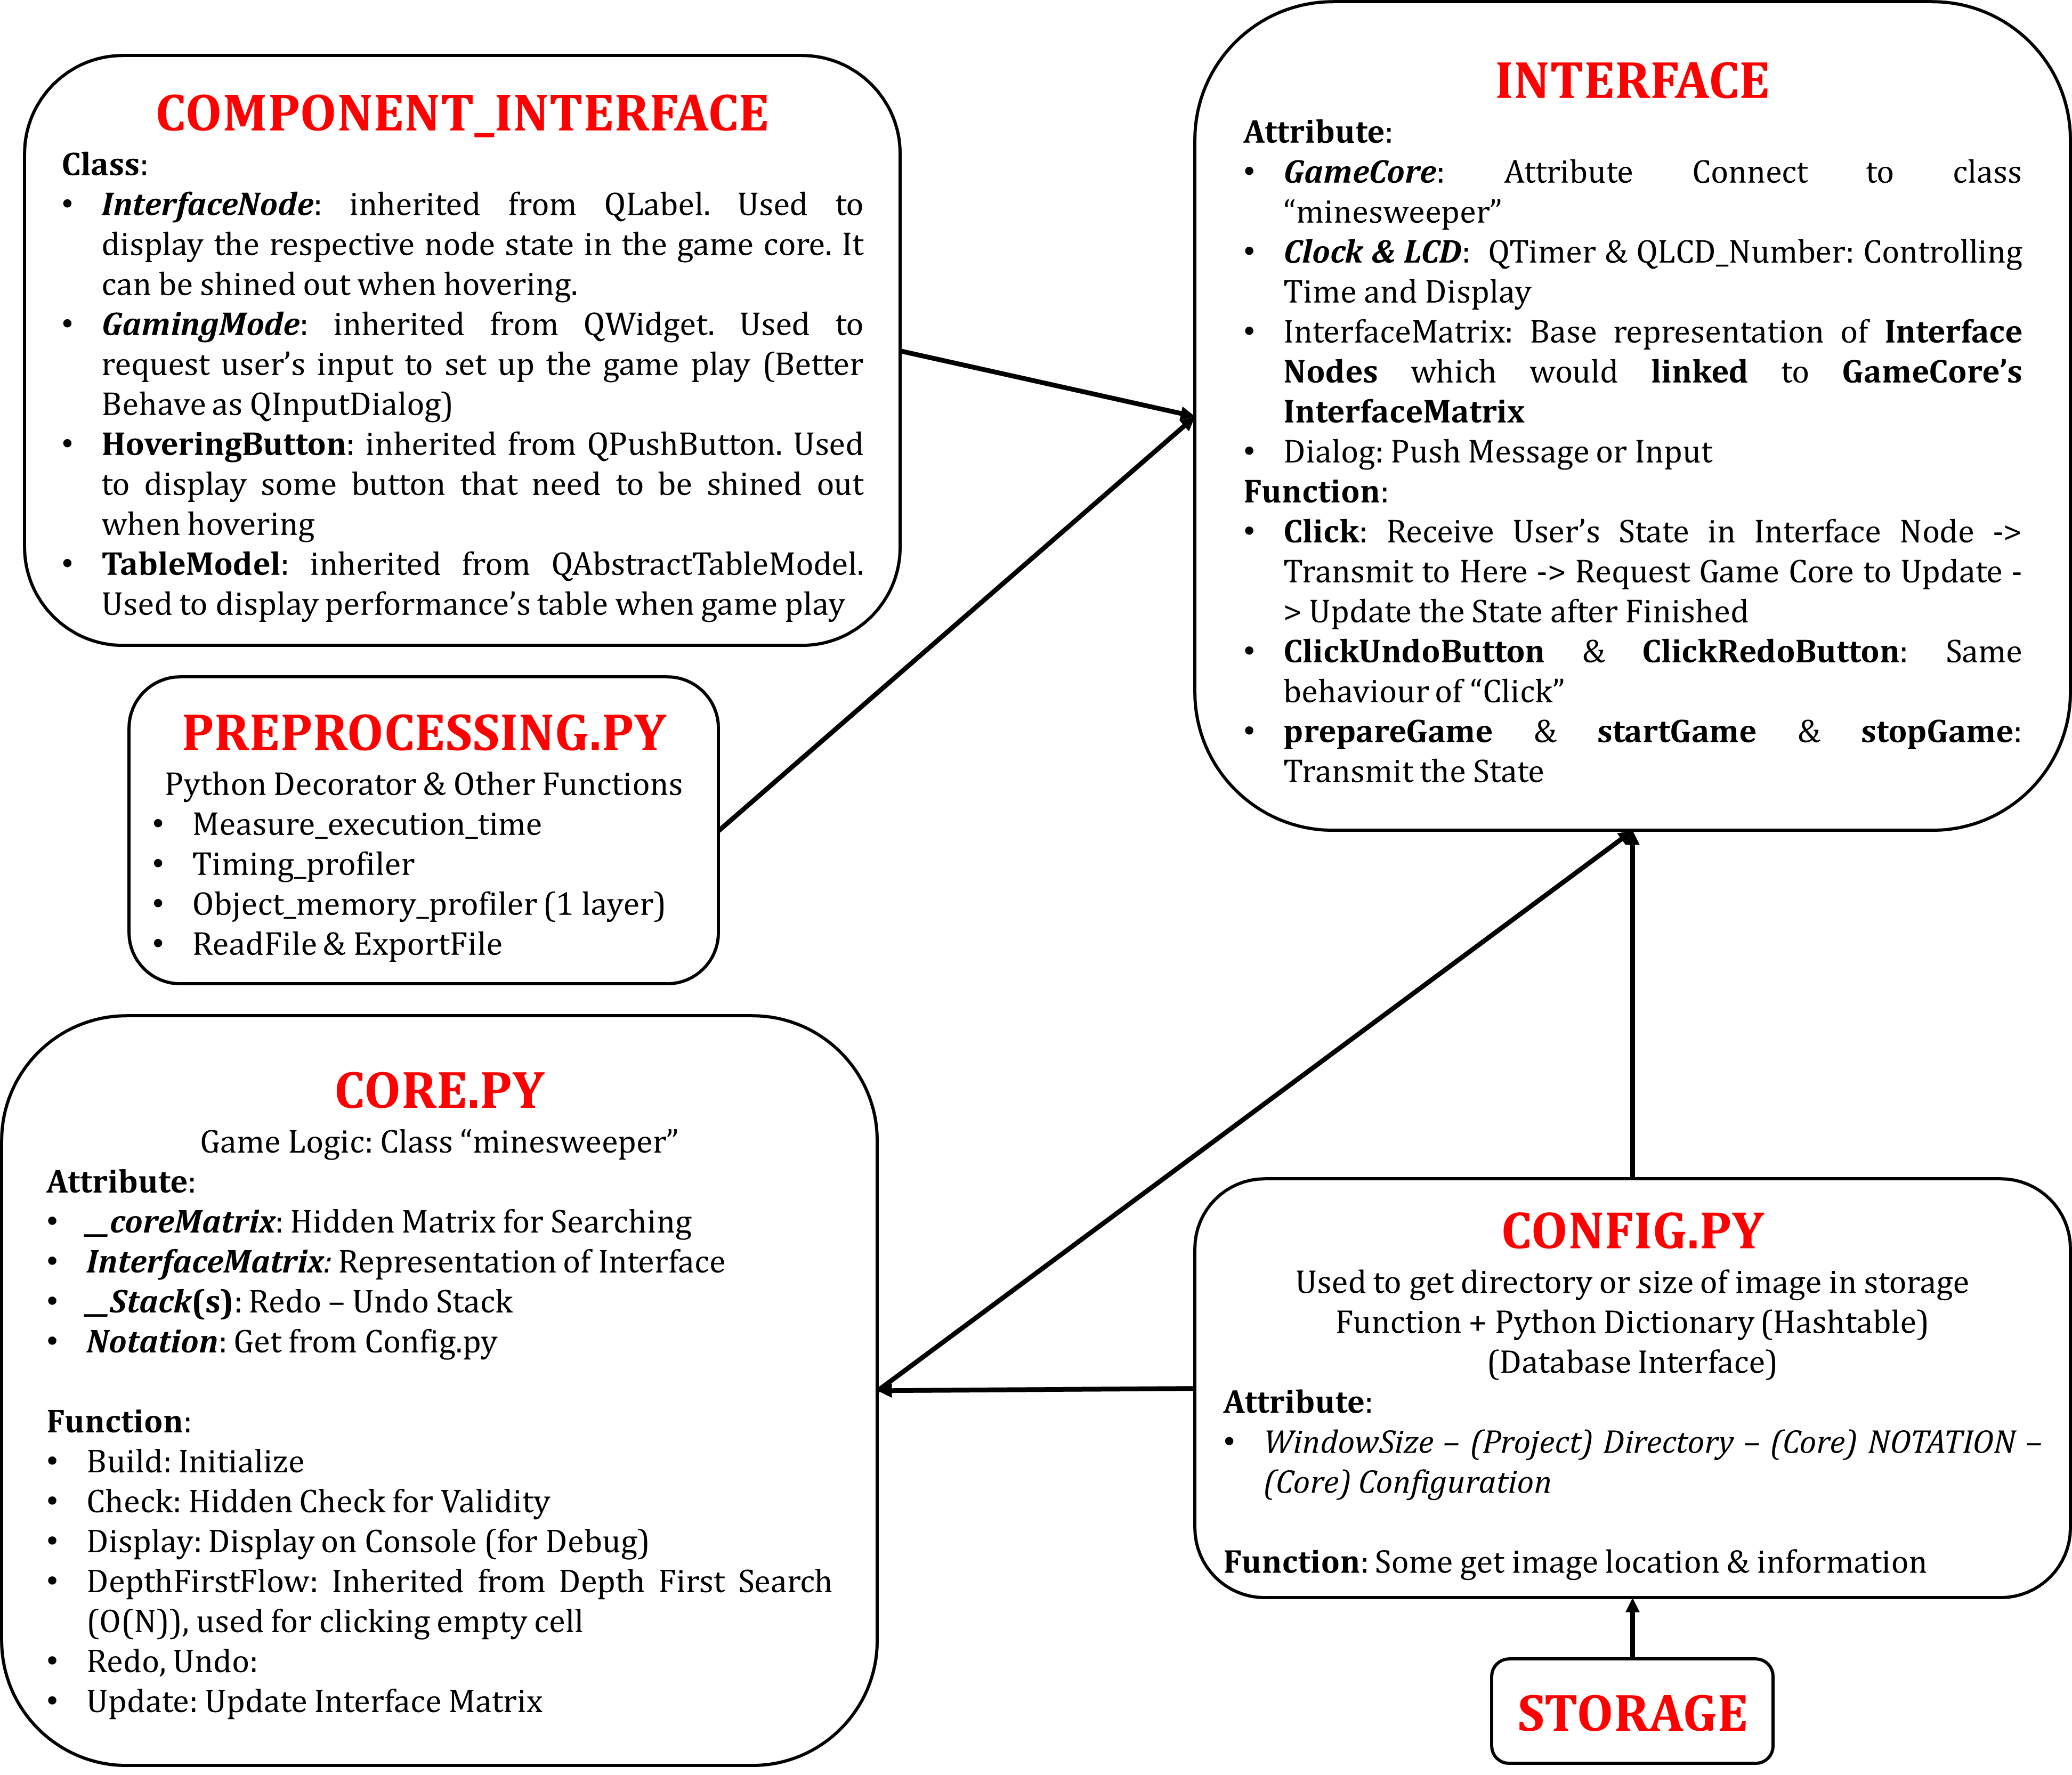 COMPONENT_INTERFACE
Class:
• InterfaceNode: inherited from QLabel. Used to
display the respective node state in the game core. It
can be shined out when hovering.
• GamingMode: inherited from QWidget. Used to
request user’s input to set up the game play (Better
Behave as QInputDialog)
• HoveringButton: inherited from QPushButton. Used
to display some button that need to be shined out
when hovering
• TableModel: inherited from QAbstractTableModel.
Used to display performance’s table when game play
INTERFACE
Attribute:
• GameCore: Attribute Connect to class
“minesweeper”
• Clock & LCD: QTimer & QLCD_Number: Controlling
Time and Display
• InterfaceMatrix: Base representation of Interface
Nodes which would linked to GameCore’s
InterfaceMatrix
• Dialog: Push Message or Input
Function:
• Click: Receive User’s State in Interface Node ->
Transmit to Here -> Request Game Core to Update -
> Update the State after Finished
• ClickUndoButton & ClickRedoButton: Same
behaviour of “Click”
• prepareGame & startGame & stopGame:
Transmit the State
PREPROCESSING.PY
Python Decorator & Other Functions
• Measure_execution_time
• Timing_profiler
• Object_memory_profiler (1 layer)
• ReadFile & ExportFile
CORE.PY
Game Logic: Class “minesweeper”
Attribute:
• __coreMatrix: Hidden Matrix for Searching
• InterfaceMatrix: Representation of Interface
• __Stack(s): Redo – Undo Stack
• Notation: Get from Config.py
Function:
• Build: Initialize
• Check: Hidden Check for Validity
• Display: Display on Console (for Debug)
• DepthFirstFlow: Inherited from Depth First Search
(O(N)), used for clicking empty cell
• Redo, Undo:
• Update: Update Interface Matrix
CONFIG.PY
Used to get directory or size of image in storage
Function + Python Dictionary (Hashtable)
(Database Interface)
Attribute:
• WindowSize – (Project) Directory – (Core) NOTATION –
(Core) Configuration
Function: Some get image location & information
STORAGE